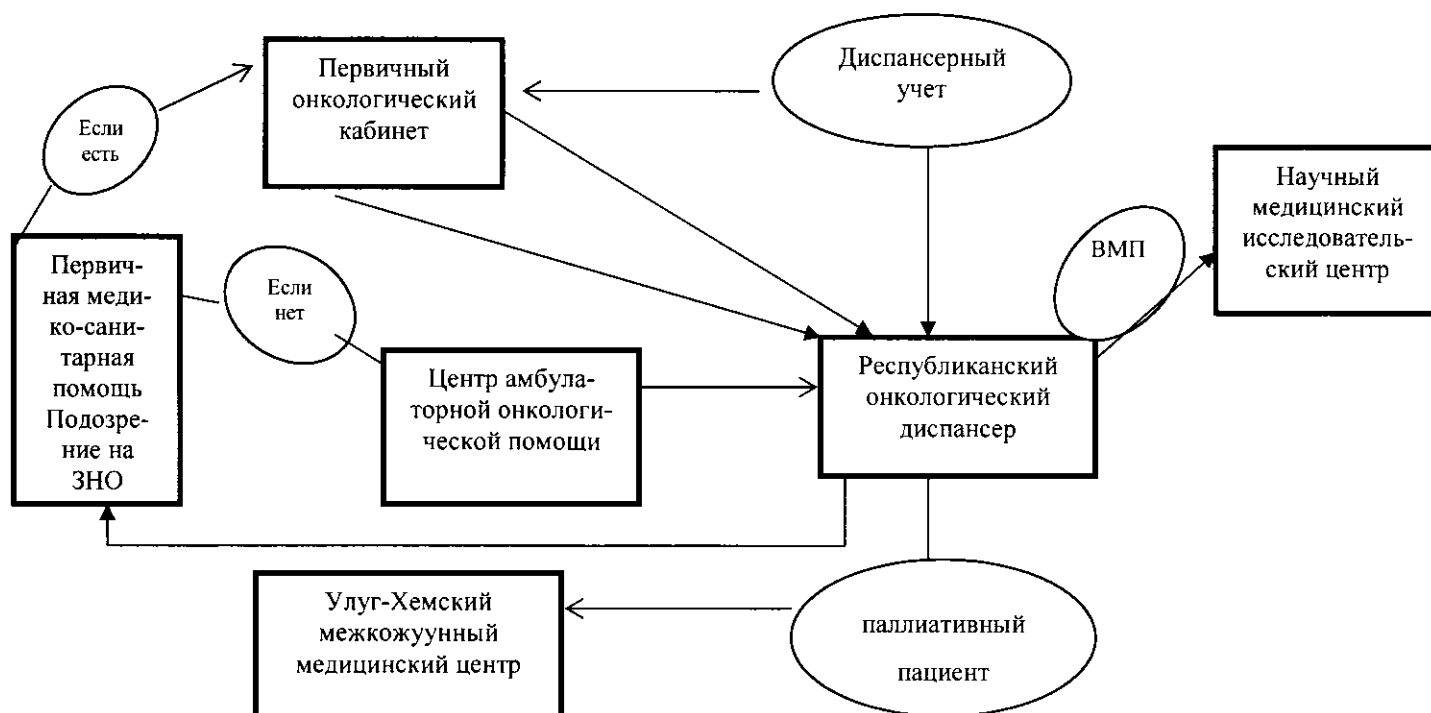 Первичный
онкологический
кабинет
Диспансерный
учет
Если
есть
Научный
медицинский
исследователь-
ский центр
ВМП
Первич-
ная меди-
ко-сани-
тарная
помощь
Подозре-
ние на
ЗНО
Если
нет
Центр амбула-
торной онкологи-
ческой помощи
Республиканский
онкологический
диспансер
Улуг-Хемский
межкожуунный
медицинский центр
паллиативный
пациент